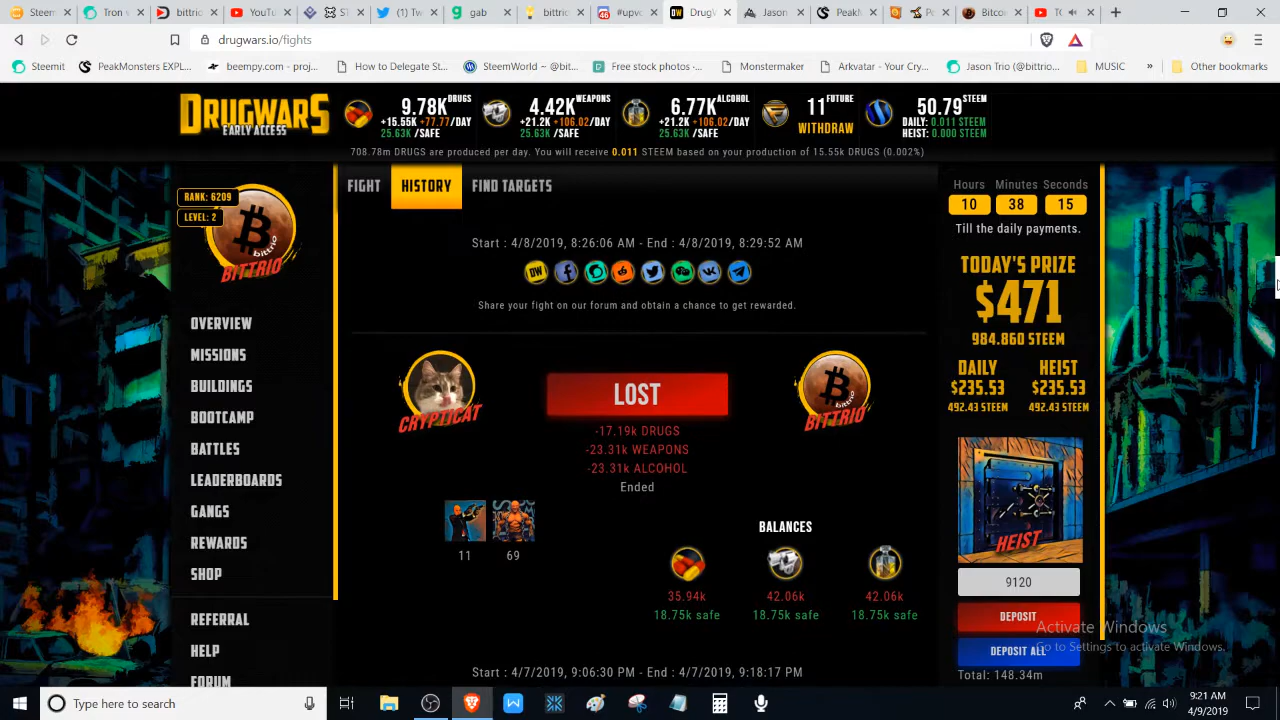 (Tw
YouT
St
(1) Tw
gab
bittric
#upv
Drug
Jason
Speak
Bitco
YouT
drugwars.io/fights
Steemit
PeakMonsters EXPL...
beempy.com - proj...
How to Delegate St...
SteemWorld ~ @bit...
Free stock photos ·...
Monstermaker
Arkvatar - Your Cry...
Jason YIO Music
»
DRUGWARS
EARLY ACCESS
9.78K DRUGS
+15.55K +77.77/DAY
25.63K /SAFE
4.42K WEAPONS
+21.2K +106.02/DAY
25.63K /SAFE
6.77K ALCOHOL
+21.2K +106.02/DAY
25.63K /SAFE
11 FUTURE
WITHDRAW
50.79 STEEM
DAILY: 0.011 STEEM
HEIST: 0.000 STEEM
708.78m DRUGS are produced per day. You will receive 0.011 STEEM based on your production of 15.55K DRUGS (0.002%)
RANK: 6209
LEVEL: 2
bittrio
BITTRIO
OVERVIEW
MISSIONS
BUILDINGS
BOOTCAMP
BATTLES
LEADERBOARDS
GANGS
REWARDS
SHOP
REFERRAL
HELP
FORUM
FIGHT
HISTORY
FIND TARGETS
Start : 4/8/2019, 8:26:06 AM - End : 4/8/2019, 8:29:52 AM
DW
Share your fight on our forum and obtain a chance to get rewarded.
CRYPTICAT
LOST
bittrio
BITTRIO
-17.19k DRUGS
-23.31k WEAPONS
-23.31k ALCOHOL
Ended
11
69
BALANCES
35.94k
42.06k
42.06k
18.75k safe
18.75k safe
18.75k safe
Start : 4/7/2019, 9:06:30 PM - End : 4/7/2019, 9:18:17 PM
Hours Minutes Seconds
10 38 15
Till the daily payments.
TODAY'S PRIZE
$471
984.860 STEEM
DAILY HEIST
$235.53 $235.53
492.43 STEEM 492.43 STEEM
HEIST
9120
DEPOSIT
DEPOSIT ALL
Total: 148.34m
Activate Windows
Go to Settings to activate Windows.
Type here to search
9:21 AM
4/9/2019